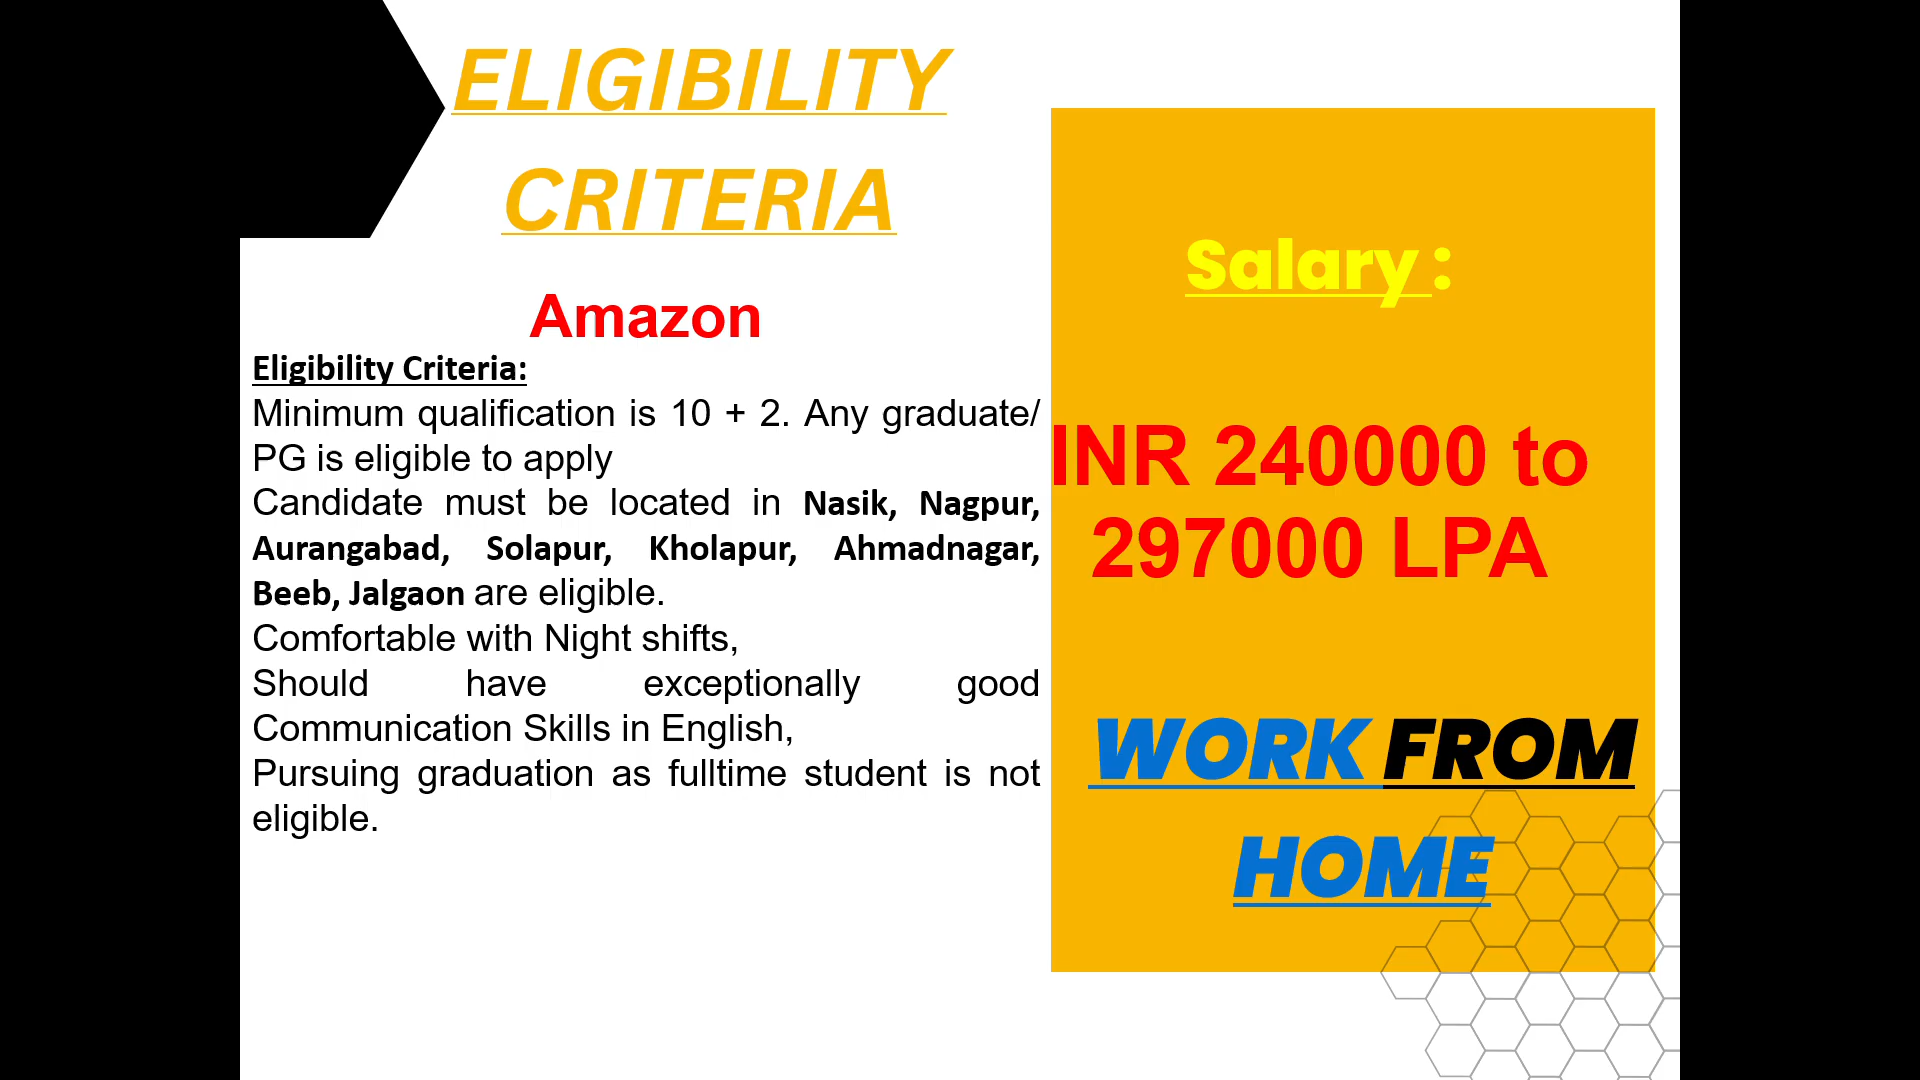 ELIGIBILITY
CRITERIA
Amazon
Eligibility Criteria:
Minimum qualification is 10 + 2. Any graduate/
PG is eligible to apply
Candidate must be located in Nasik, Nagpur,
Aurangabad, Solapur, Kholapur, Ahmadnagar,
Beeb, Jalgaon are eligible.
Comfortable with Night shifts,
Should have exceptionally good
Communication Skills in English,
Pursuing graduation as fulltime student is not
eligible.
Salary :
INR 240000 to
297000 LPA
WORK FROM
HOME